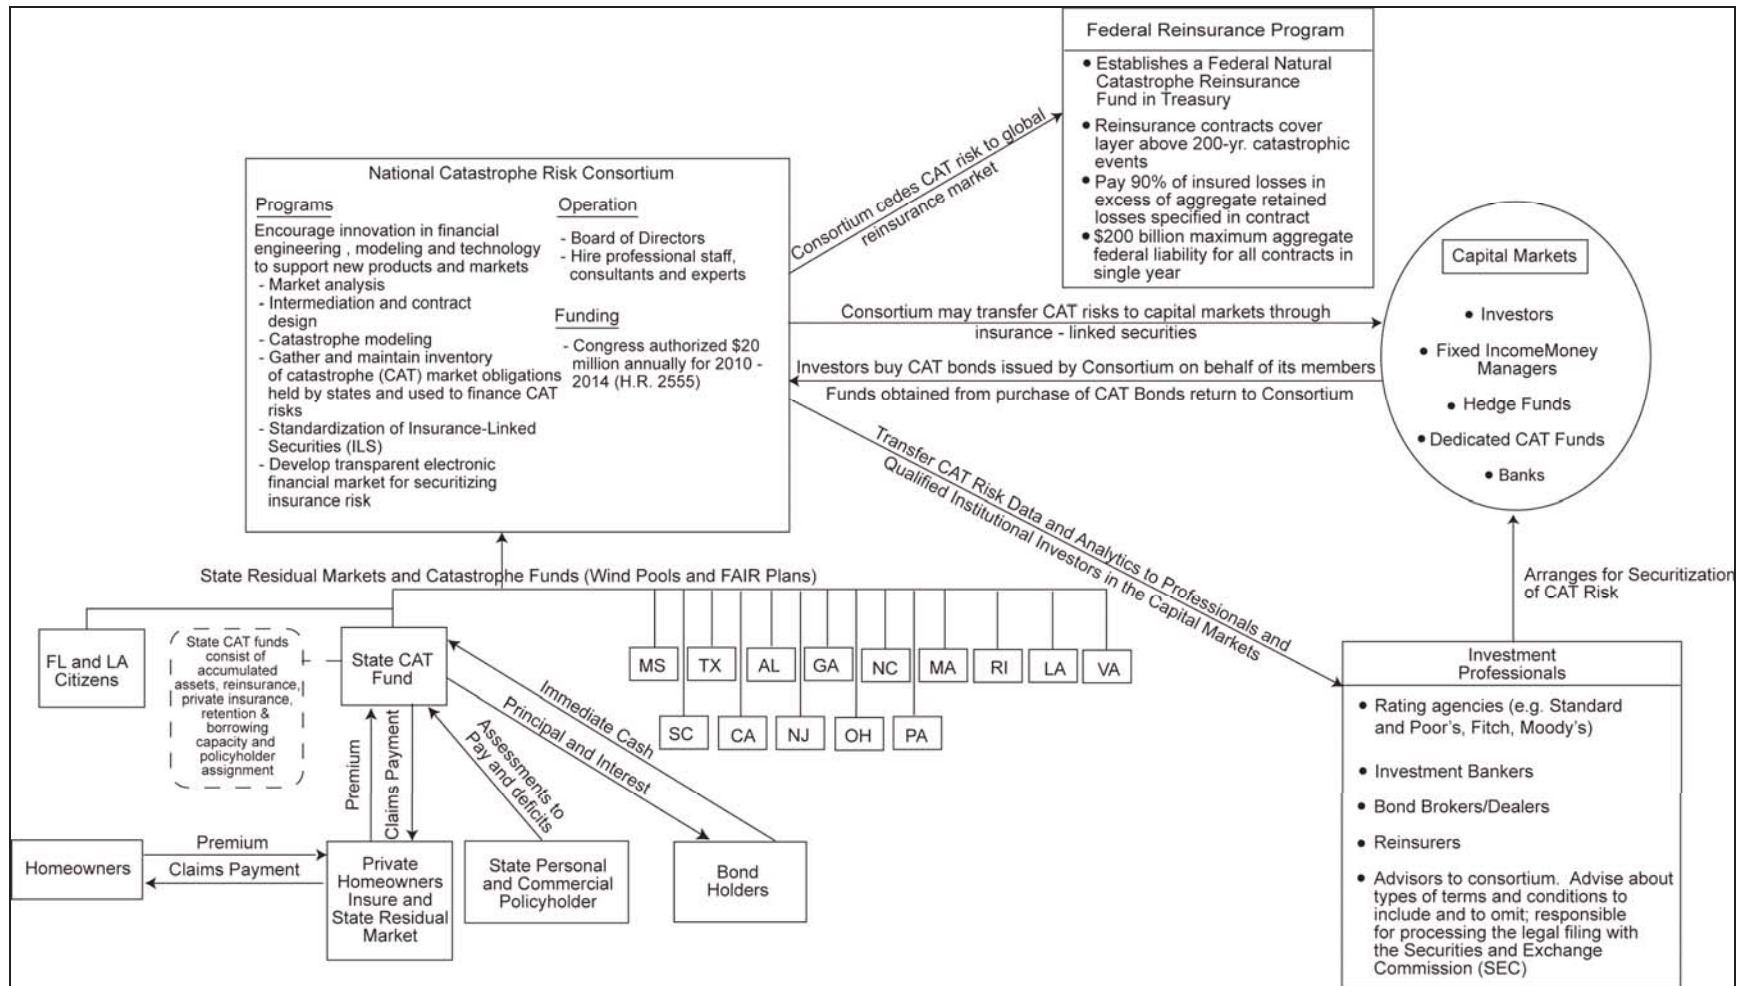 Federal Reinsurance Program
● Establishes a Federal Natural
Catastrophe Reinsurance
Fund in Treasury
● Reinsurance contracts cover
layer above 200-yr. catastrophic
events
● Pay 90% of insured losses in
excess of aggregate retained
losses specified in contract
● $200 billion maximum aggregate
federal liability for all contracts in
single year
Consortium cedes CAT risk to global
reinsurance market
National Catastrophe Risk Consortium
Programs
Encourage innovation in financial
engineering , modeling and technology
to support new products and markets
- Market analysis
- Intermediation and contract
design
- Catastrophe modeling
- Gather and maintain inventory
of catastrophe (CAT) market obligations
held by states and used to finance CAT
risks
- Standardization of Insurance-Linked
Securities (ILS)
- Develop transparent electronic
financial market for securitizing
insurance risk
Operation
- Board of Directors
- Hire professional staff,
consultants and experts
Funding
- Congress authorized $20
million annually for 2010 -
2014 (H.R. 2555)
Consortium may transfer CAT risks to capital markets through
insurance - linked securities
Investors buy CAT bonds issued by Consortium on behalf of its members
Funds obtained from purchase of CAT Bonds return to Consortium
Capital Markets
● Investors
● Fixed IncomeMoney
Managers
● Hedge Funds
● Dedicated CAT Funds
● Banks
Transfer CAT Risk Data and Analytics to Professionals and
Qualified Institutional Investors in the Capital Markets
Arranges for Securitization
of CAT Risk
State Residual Markets and Catastrophe Funds (Wind Pools and FAIR Plans)
FL and LA
Citizens
State CAT funds
consist of
accumulated
assets, reinsurance,
private insurance,
retention &
borrowing
capacity and
policyholder
assignment
State CAT
Fund
MS
TX
AL
GA
NC
MA
RI
LA
VA
SC
CA
NJ
OH
PA
Immediate Cash
Principal and Interest
Assessments to
Pay and deficits
Premium
Claims Payment
Homeowners
Premium
Claims Payment
Private
Homeowners
Insure and
State Residual
Market
State Personal
and Commercial
Policyholder
Bond
Holders
Investment
Professionals
● Rating agencies (e.g. Standard
and Poor's, Fitch, Moody's)
● Investment Bankers
● Bond Brokers/Dealers
● Reinsurers
● Advisors to consortium. Advise about
types of terms and conditions to
include and to omit; responsible
for processing the legal filing with
the Securities and Exchange
Commission (SEC)